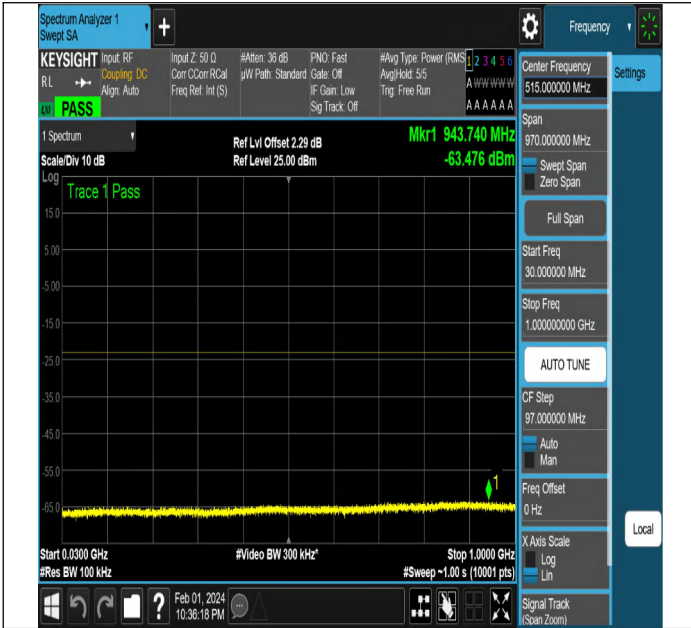 Spectrum Analyzer 1
Swept SA
Frequency
KEYSIGHT
RL
LXI
PASS
Input: RF
Coupling: DC
Align: Auto
Input Z: 50 Ω
Corr CCorr RCal
Freq Ref: Int (S)
#Atten: 36 dB
µW Path: Standard
PNO: Fast
Gate: Off
IF Gain: Low
Sig Track: Off
#Avg Type: Power (RMS
Avg|Hold: 5/5
Trig: Free Run
1 2 3 4 5 6
A W W W W W
A A A A A A
1 Spectrum
Scale/Div 10 dB
Ref Lvl Offset 2.29 dB
Ref Level 25.00 dBm
Mkr1 943.740 MHz
-63.476 dBm
Log
Trace 1 Pass
15.0
5.00
-5.00
-15.0
-25.0
-35.0
-45.0
-55.0
-65.0
1
Start 0.0300 GHz
#Res BW 100 kHz
#Video BW 300 kHz*
Stop 1.0000 GHz
#Sweep ~1.00 s (10001 pts)
Feb 01, 2024
10:36:18 PM
?
Center Frequency
515.000000 MHz
Settings
Span
970.000000 MHz
Swept Span
Zero Span
Full Span
Start Freq
30.000000 MHz
Stop Freq
1.000000000 GHz
AUTO TUNE
CF Step
97.000000 MHz
Auto
Man
Freq Offset
0 Hz
X Axis Scale
Log
Lin
Local
Signal Track
(Span Zoom)